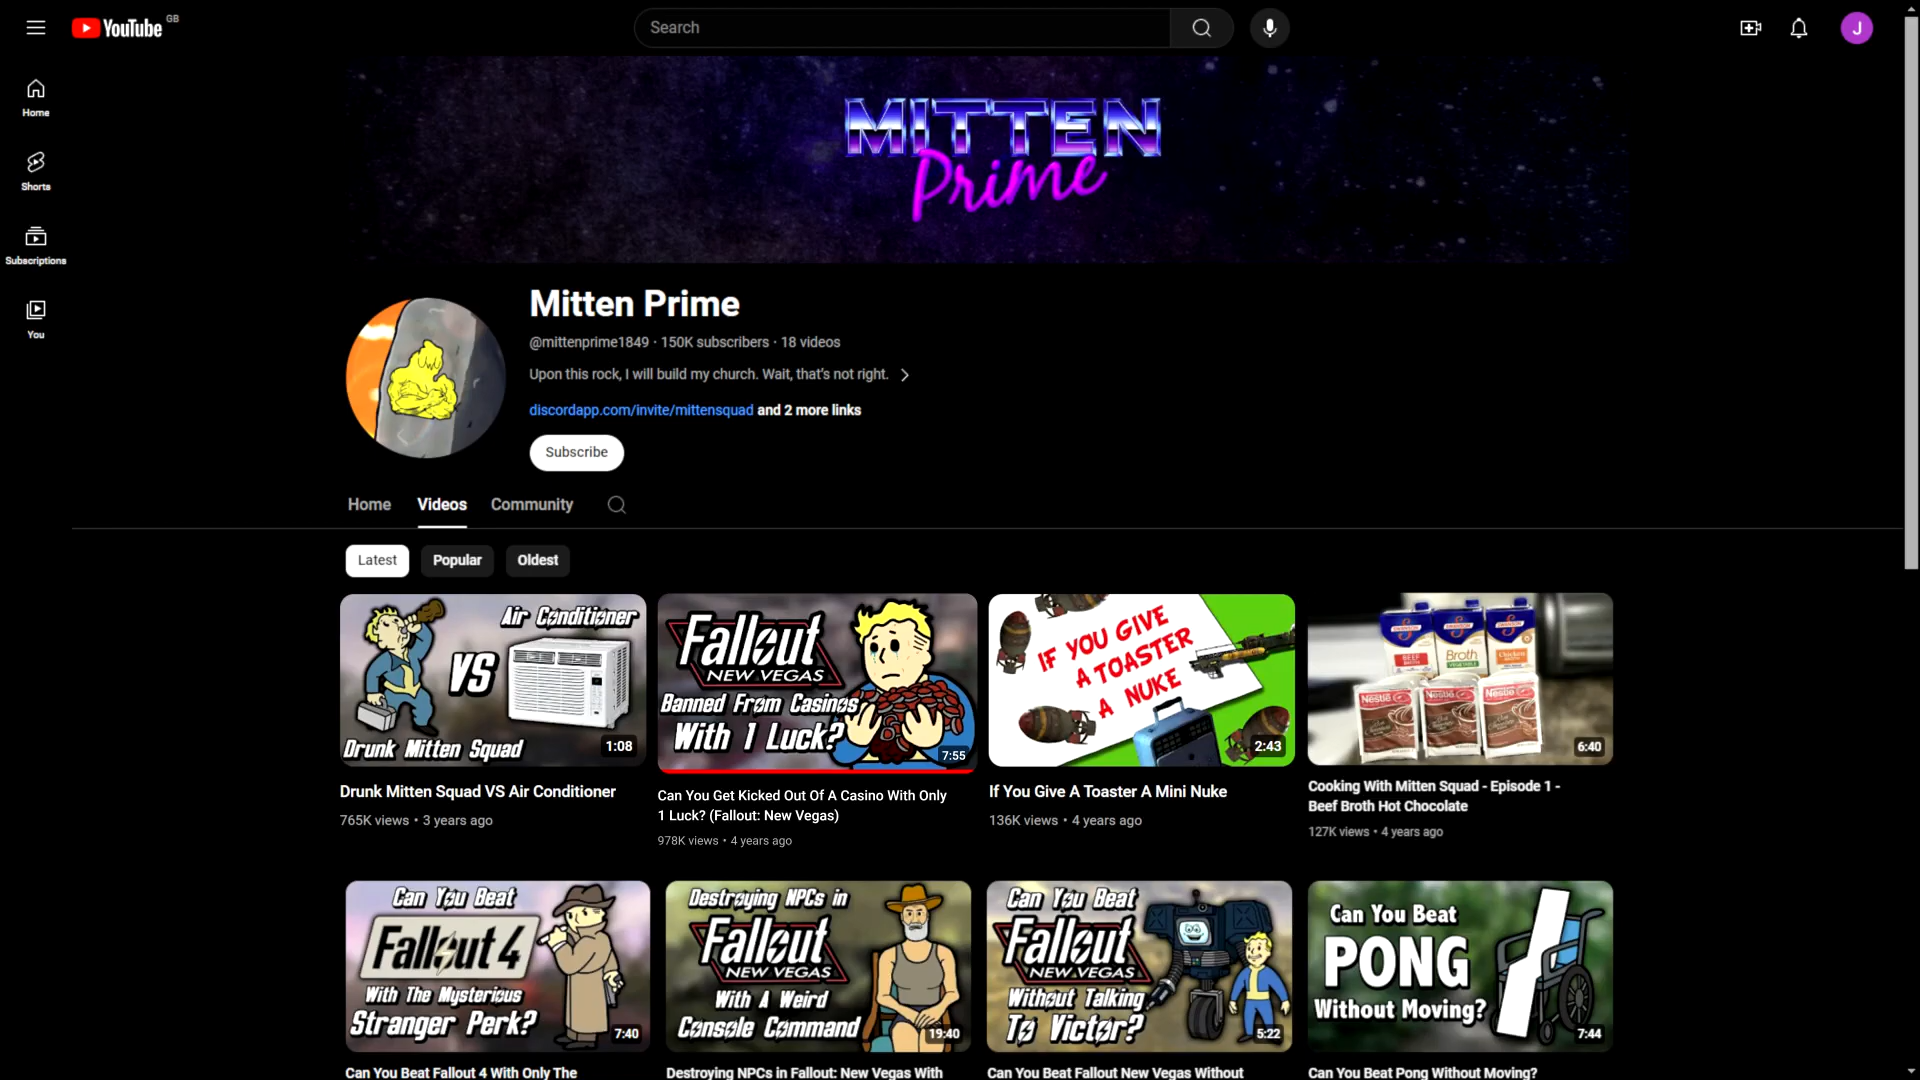 YouTube GB
Search
J
Home
Shorts
Subscriptions
You
MITTEN
Prime
Mitten Prime
@mittenprime1849 · 150K subscribers · 18 videos
Upon this rock, I will build my church. Wait, that's not right.
discordapp.com/invite/mittensquad and 2 more links
Subscribe
Home Videos Community
Latest Popular Oldest
Air Conditioner
VS
Drunk Mitten Squad
1:08
Drunk Mitten Squad VS Air Conditioner
765K views • 3 years ago
Fallout
NEW VEGAS
Banned From Casinos
With 1 Luck?
7:55
Can You Get Kicked Out Of A Casino With Only
1 Luck? (Fallout: New Vegas)
978K views • 4 years ago
IF YOU GIVE
A TOASTER
A NUKE
2:43
If You Give A Toaster A Mini Nuke
136K views • 4 years ago
BEEF
Broth
VEGETABLE
Chicken
Nestle
Nestle
Nestle
6:40
Cooking With Mitten Squad - Episode 1 -
Beef Broth Hot Chocolate
127K views • 4 years ago
Can You Beat
Fallout 4
With The Mysterious
Stranger Perk?
7:40
Can You Beat Fallout 4 With Only The
Destroying NPCs in
Fallout
NEW VEGAS
With A Weird
Console Command
19:40
Destroying NPCs in Fallout: New Vegas With
Can You Beat
Fallout
NEW VEGAS
Without Talking
To Victor?
5:22
Can You Beat Fallout New Vegas Without
Can You Beat
PONG
Without Moving?
7:44
Can You Beat Pong Without Moving?